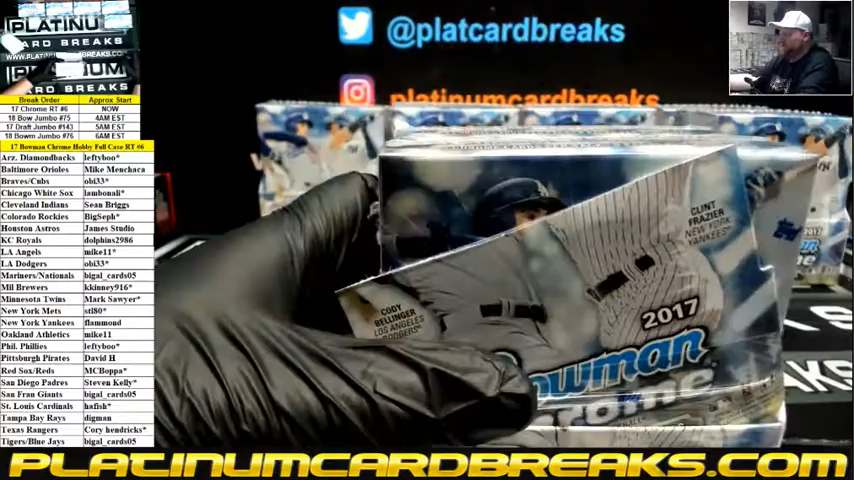 PLATINU
CARD BREAKS
WWW.PLATINUMCARDBREAKS.CO
@platcardbreaks
platinumcardbreaks
Break Order Approx Start
17 Chrome RT #6 NOW
18 Bow Jumbo #75 4AM EST
17 Draft Jumbo #143 5AM EST
18 Bowm Jumbo #76 6AM EST
17 Bowman Chrome Hobby Full Case RT #6
Arz. Diamondbacks leftyboo*
Baltimore Orioles Mike Menchaca
Braves/Cubs obi33*
Chicago White Sox lambonali*
Cleveland Indians Sean Briggs
Colorado Rockies BigSeph*
Houston Astros James Studio
KC Royals dolphins2986
LA Angels mike11*
LA Dodgers obi33*
Mariners/Nationals bigal_cards05
Mil Brewers kkinney916*
Minnesota Twins Mark Sawyer*
New York Mets stl80*
New York Yankees flammond
Oakland Athletics mike11
Phil. Phillies leftyboo*
Pittsburgh Pirates David H
Red Sox/Reds MCBoppa*
San Diego Padres Steven Kelly*
San Fran Giants bigal_cards05
St. Louis Cardinals hafish*
Tampa Bay Rays digman
Texas Rangers Cory hendricks*
Tigers/Blue Jays bigal_cards05
CLINT
FRAZIER
NEW YORK
YANKEES
CODY
BELLINGER
LOS ANGELES
DODGERS
2017
owman
rome
PLATINUMCARDBREAKS.COM